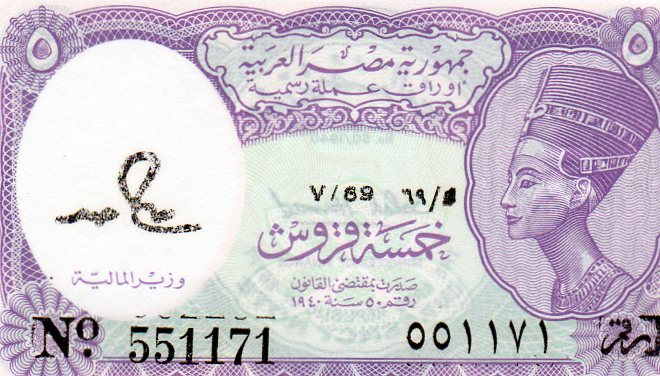 ٥ ٥
جمهورية مصر العربية
اوراق عملة رسمية
V/69 ٦٩/
خمسة قروش
صدرت بمقتضى القانون
رقم ٥٠ سنة ١٩٤٠
وزير المالية
Nº 551171 ٥٥١١٧١